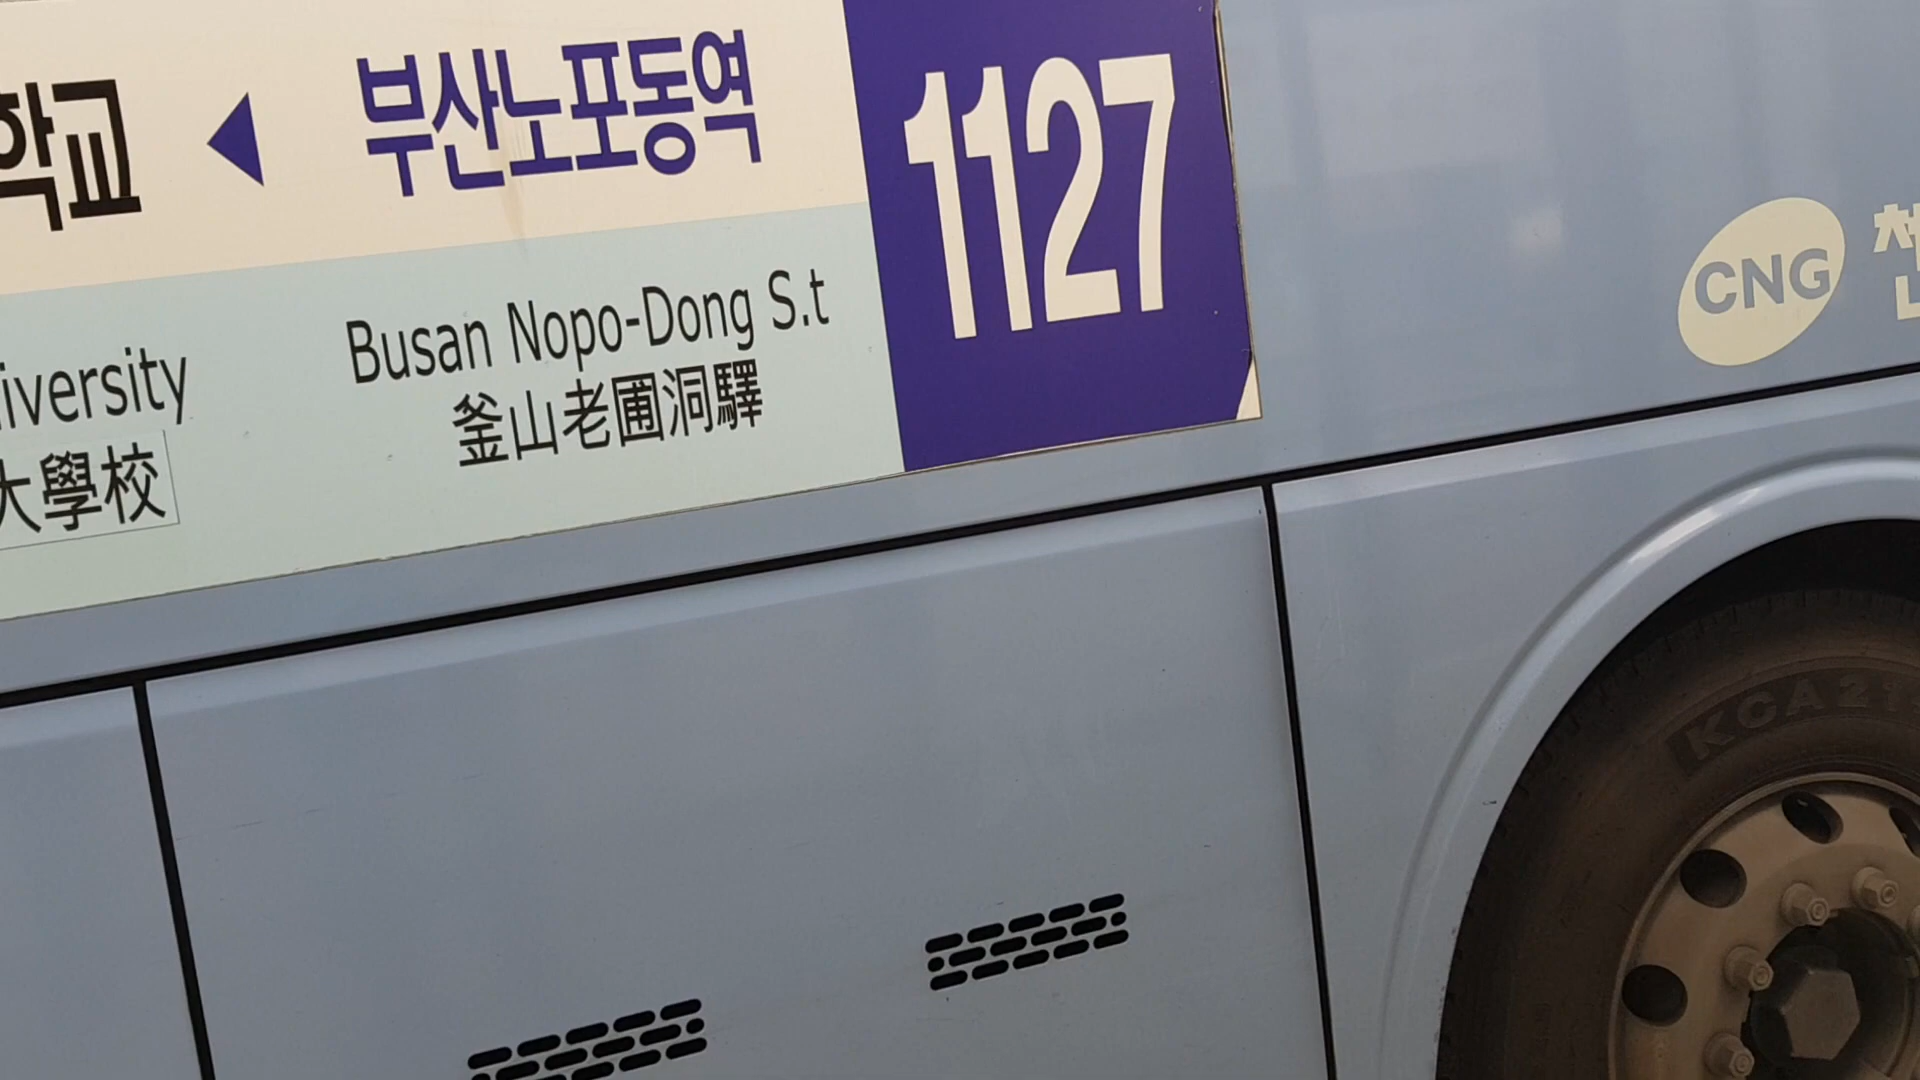 학교 ◀ 부산노포동역 1127
iversity Busan Nopo-Dong S.t
大學校 釜山老圃洞驛
CNG
KCA21